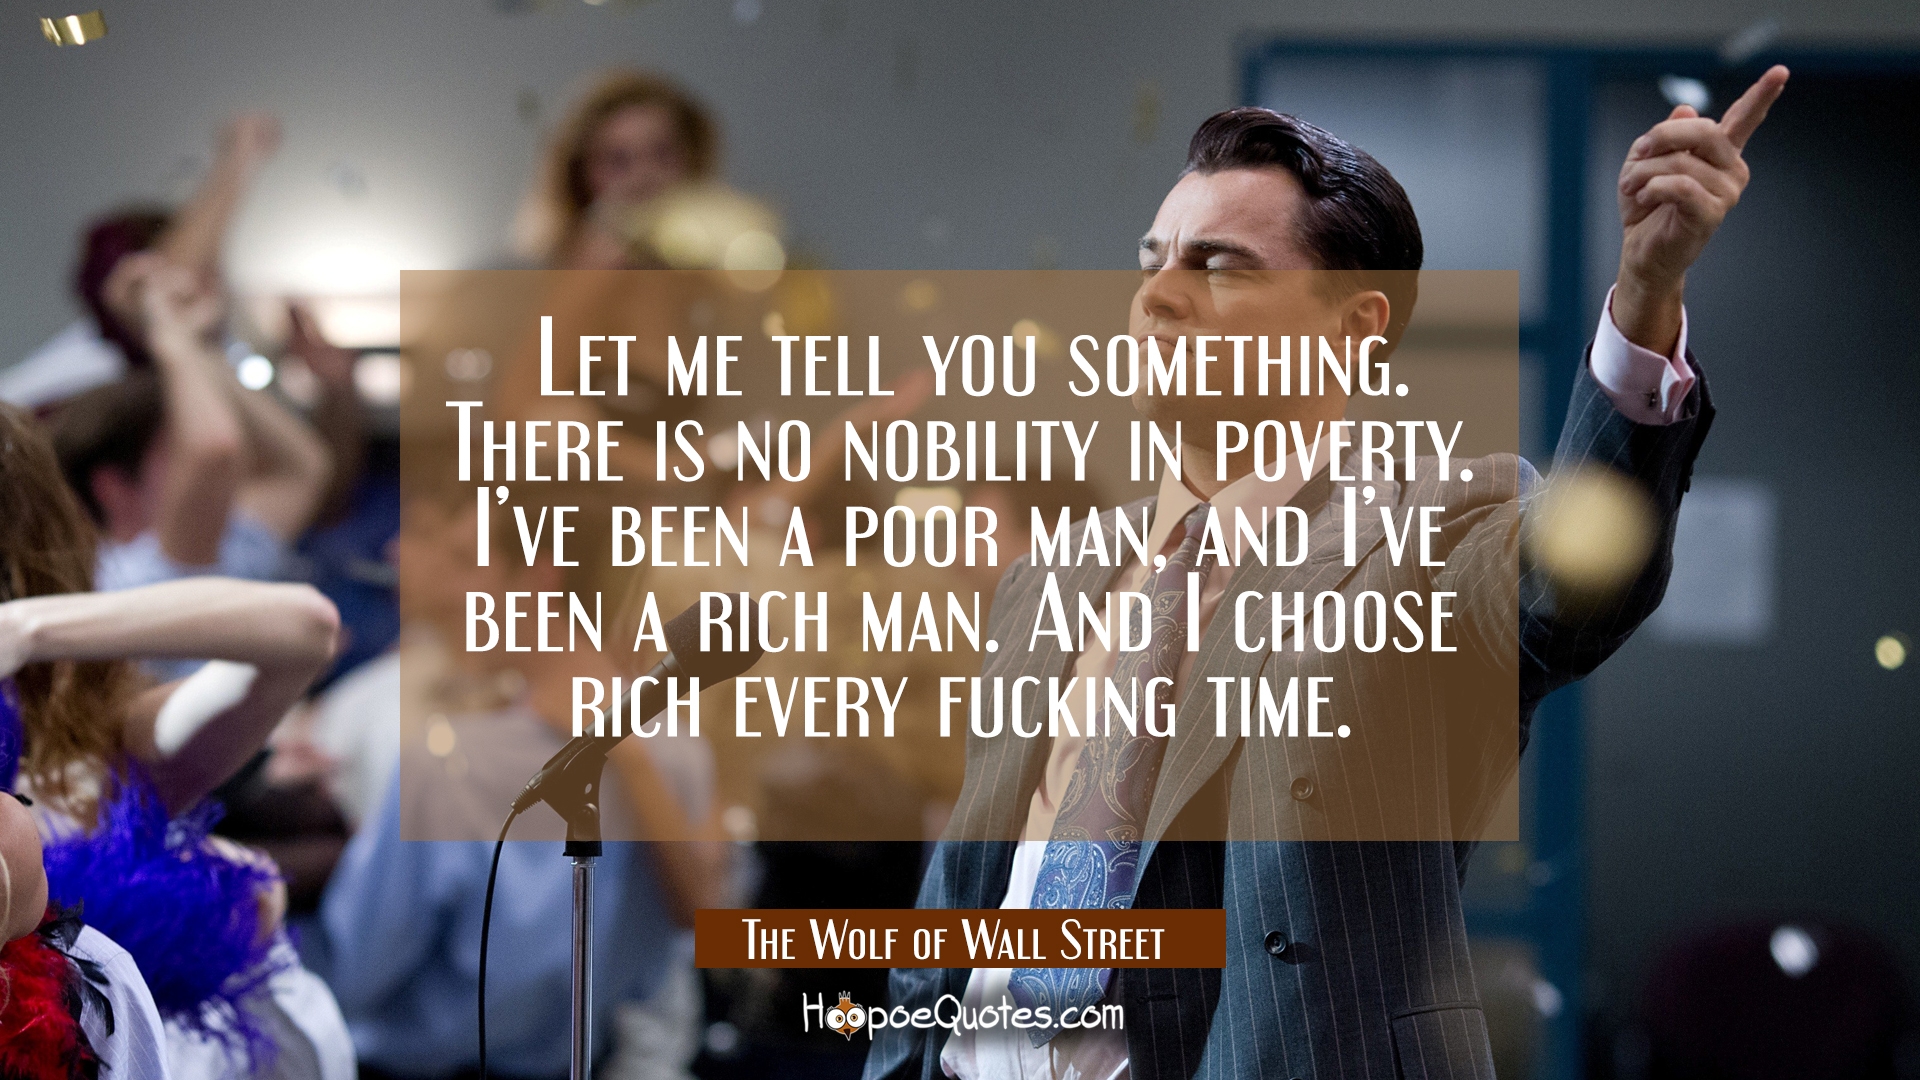 Let me tell you something.
There is no nobility in poverty.
I've been a poor man, and I've
been a rich man. And I choose
rich every fucking time.
The Wolf of Wall Street
HoopoeQuotes.com